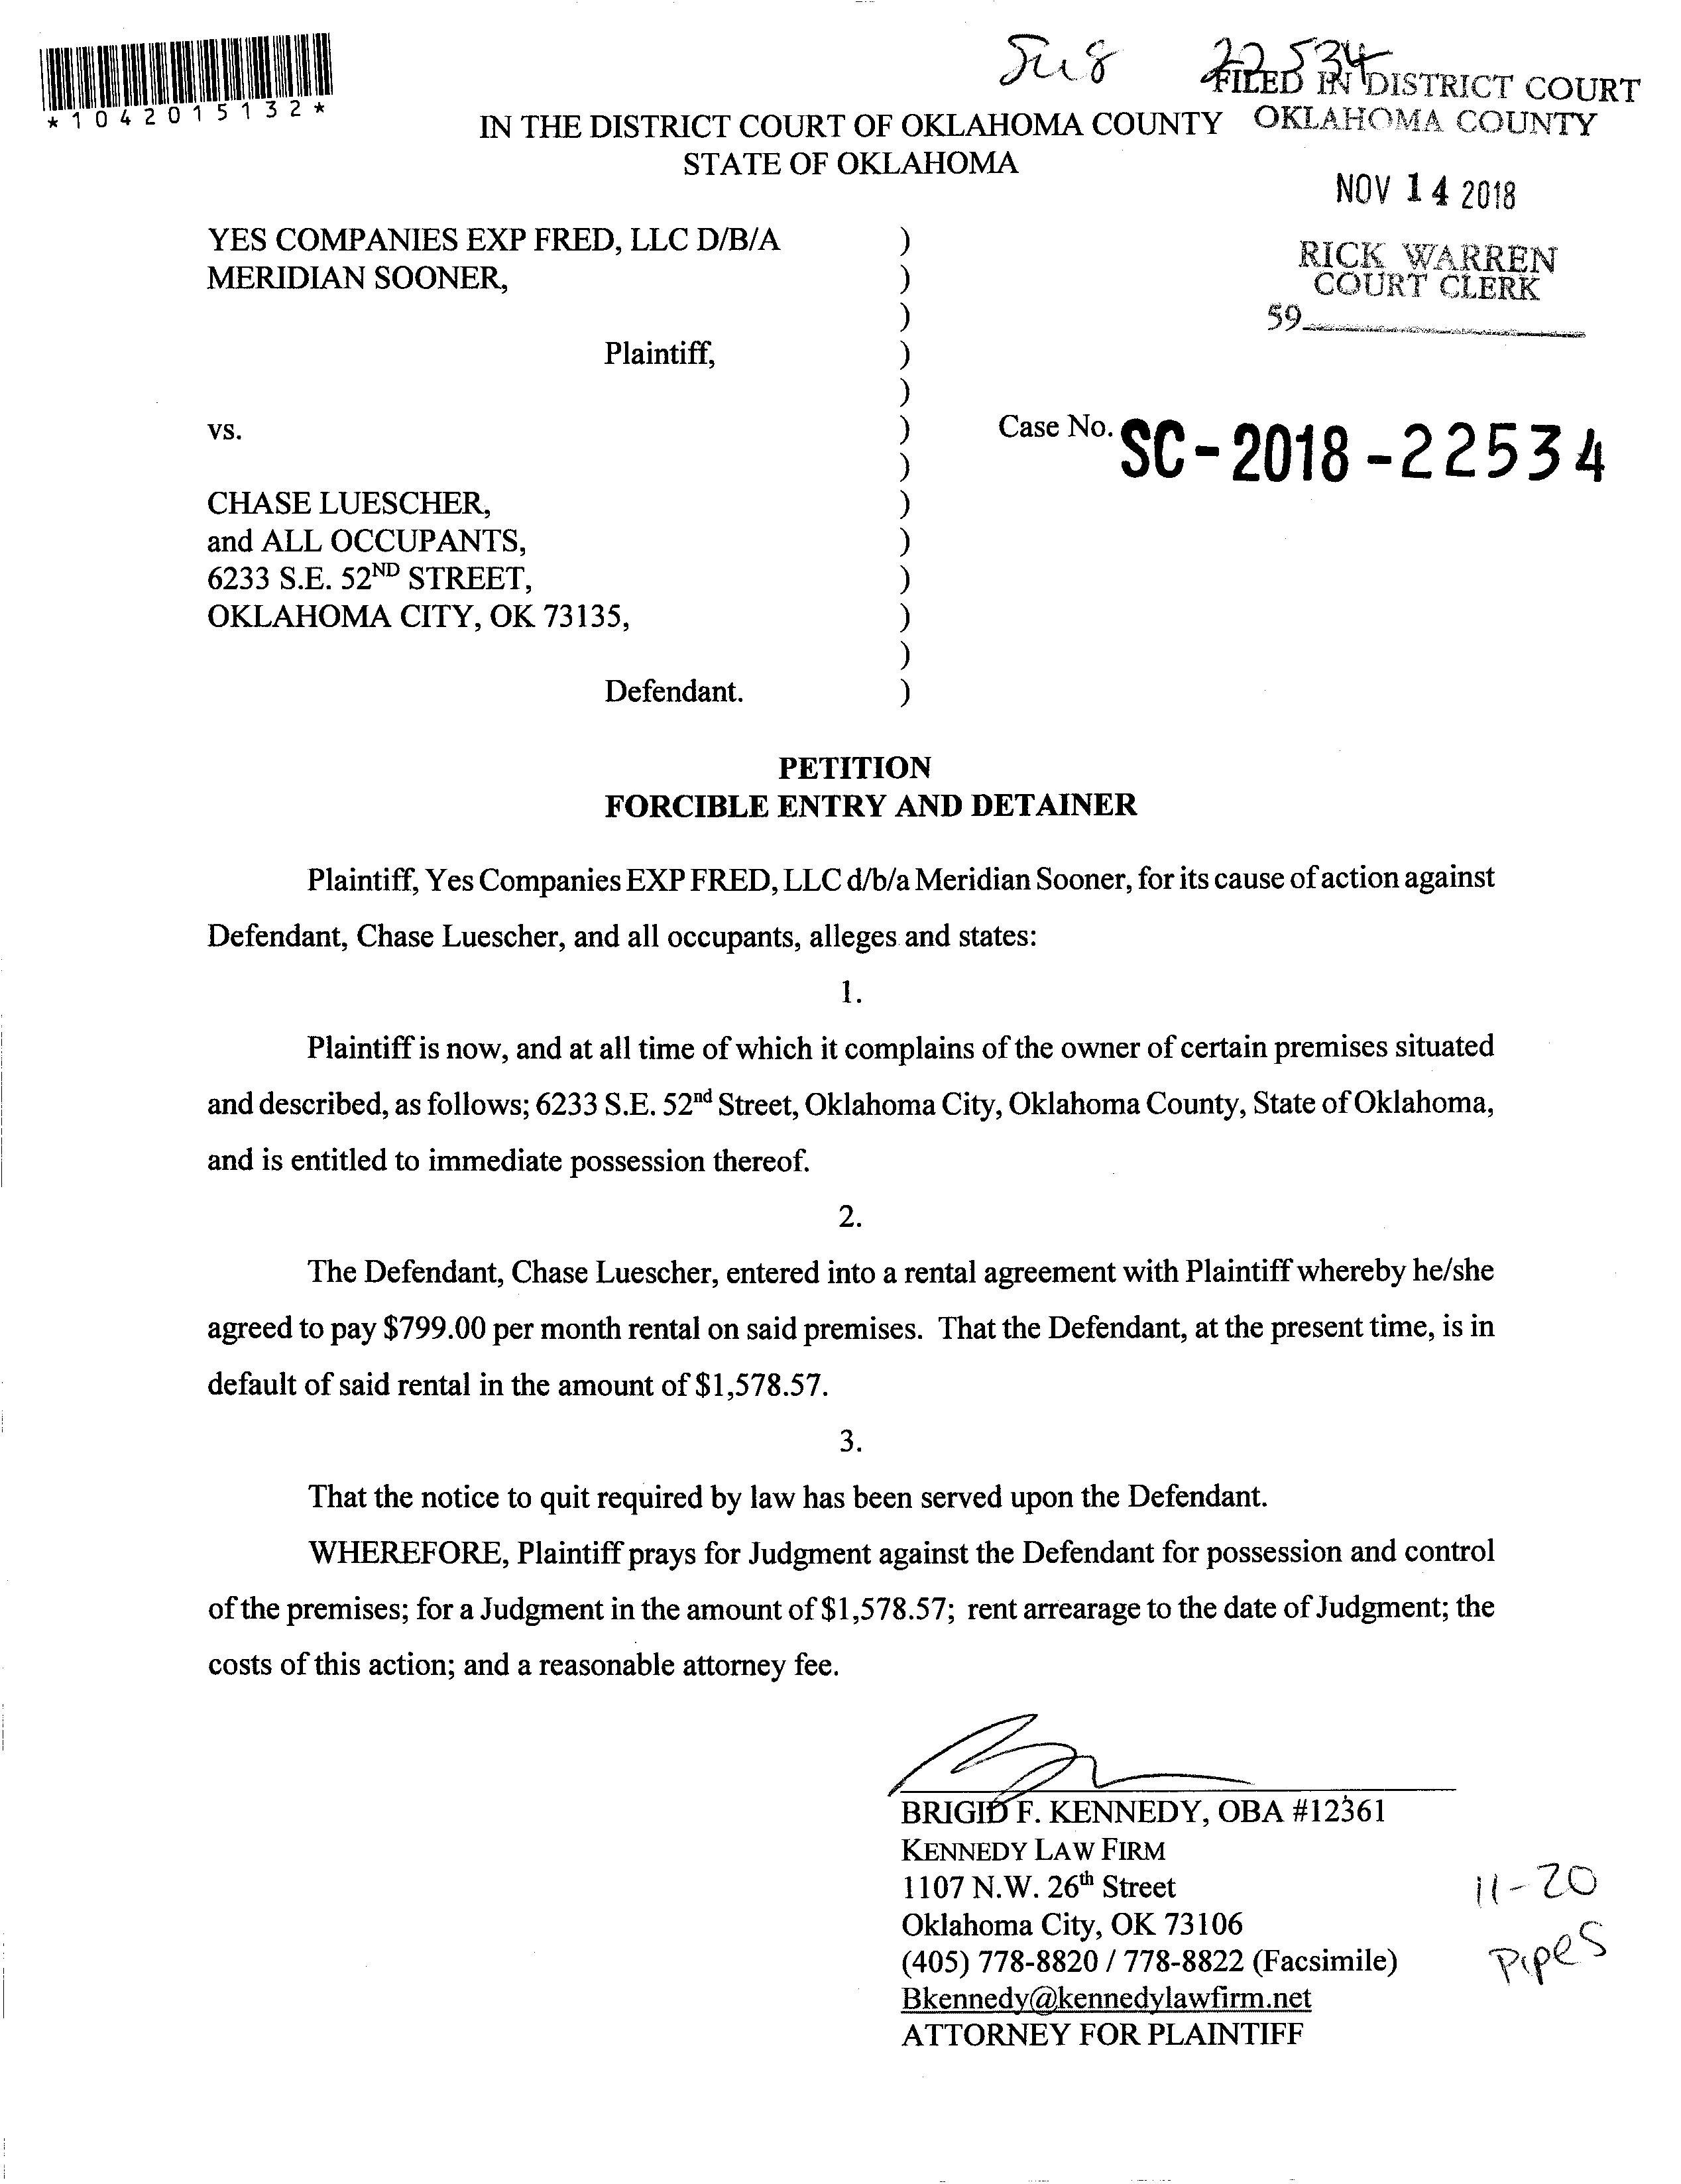 22534
FILED IN DISTRICT COURT
OKLAHOMA COUNTY
*1042015132*
IN THE DISTRICT COURT OF OKLAHOMA COUNTY
STATE OF OKLAHOMA
NOV 14 2018
RICK WARREN
COURT CLERK
59
YES COMPANIES EXP FRED, LLC D/B/A )
MERIDIAN SOONER, )
)
Plaintiff, )
)
vs. ) Case No. SC-2018-22534
)
CHASE LUESCHER, )
and ALL OCCUPANTS, )
6233 S.E. 52ND STREET, )
OKLAHOMA CITY, OK 73135, )
)
Defendant. )
PETITION
FORCIBLE ENTRY AND DETAINER
Plaintiff, Yes Companies EXP FRED, LLC d/b/a Meridian Sooner, for its cause of action against
Defendant, Chase Luescher, and all occupants, alleges and states:
1.
Plaintiff is now, and at all time of which it complains of the owner of certain premises situated
and described, as follows; 6233 S.E. 52nd Street, Oklahoma City, Oklahoma County, State of Oklahoma,
and is entitled to immediate possession thereof.
2.
The Defendant, Chase Luescher, entered into a rental agreement with Plaintiff whereby he/she
agreed to pay $799.00 per month rental on said premises. That the Defendant, at the present time, is in
default of said rental in the amount of $1,578.57.
3.
That the notice to quit required by law has been served upon the Defendant.
WHEREFORE, Plaintiff prays for Judgment against the Defendant for possession and control
of the premises; for a Judgment in the amount of $1,578.57; rent arrearage to the date of Judgment; the
costs of this action; and a reasonable attorney fee.
BRIGID F. KENNEDY, OBA #12361
KENNEDY LAW FIRM
1107 N.W. 26th Street
Oklahoma City, OK 73106
(405) 778-8820 / 778-8822 (Facsimile)
Bkennedy@kennedylawfirm.net
ATTORNEY FOR PLAINTIFF
11-20
Pipes